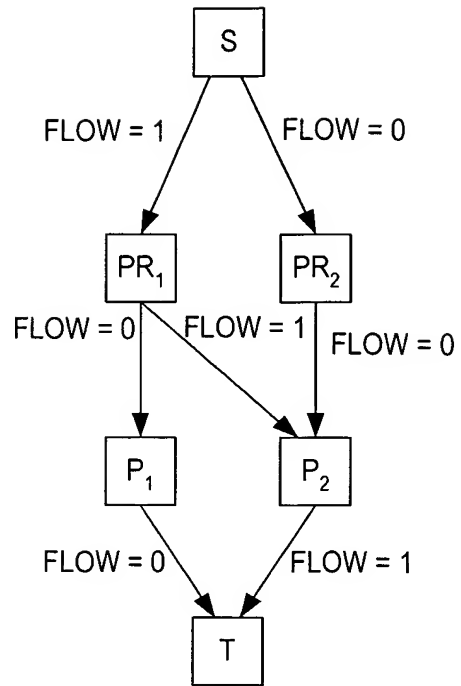 S
FLOW = 1
FLOW = 0
PR₁
PR₂
FLOW = 0
FLOW = 1
FLOW = 0
P₁
P₂
FLOW = 0
FLOW = 1
T